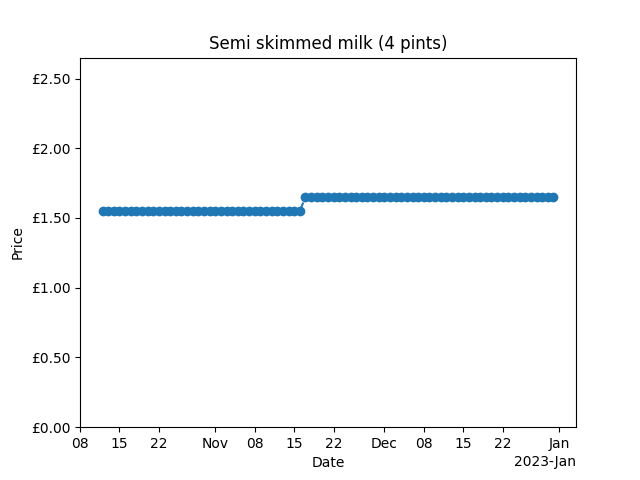 Semi skimmed milk (4 pints)
£2.50
£2.00
£1.50
£1.00
£0.50
£0.00
Price
08 15 22 Nov 08 15 22 Dec 08 15 22 Jan
2023-Jan
Date